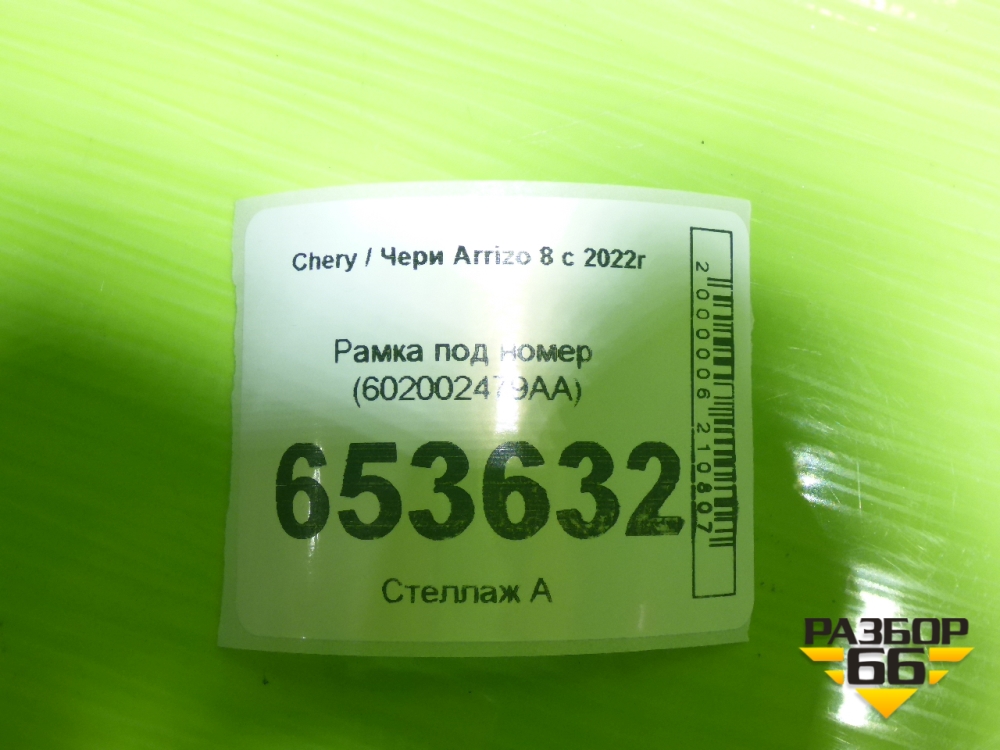 Chery / Чери Arrizo 8 с 2022г
Рамка под номер
(602002479AA)
653632
Стеллаж А
2000006210807
РАЗБОР
66